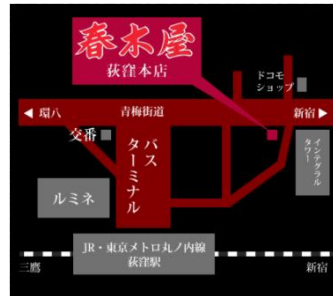 春木屋
荻窪本店
ドコモ
ショップ
◀ 環八
青梅街道
新宿 ▶
交番
バス
ターミナル
インテグラル
タワー
ルミネ
JR・東京メトロ丸ノ内線
荻窪駅
三鷹
新宿